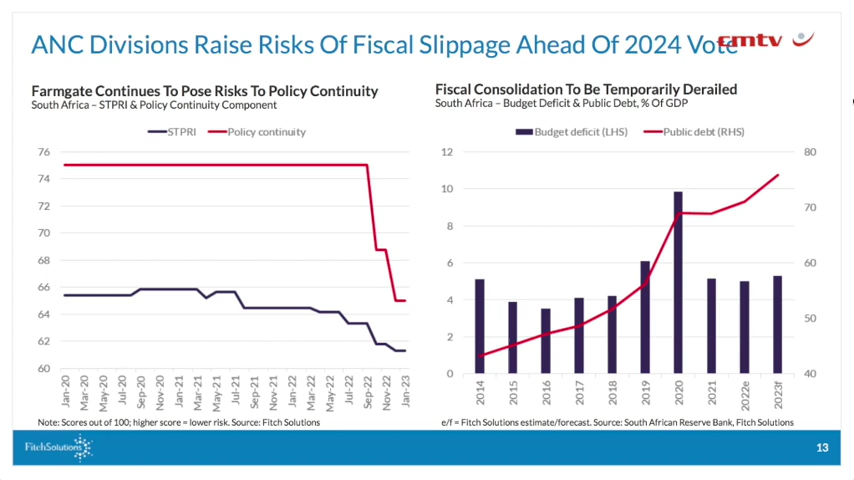 ANC Divisions Raise Risks Of Fiscal Slippage Ahead Of 2024 Vote
emtv
Farmgate Continues To Pose Risks To Policy Continuity
South Africa – STPRI & Policy Continuity Component
STPRI
Policy continuity
76
74
72
70
68
66
64
62
60
Jan-20
Mar-20
May-20
Jul-20
Sep-20
Nov-20
Jan-21
Mar-21
May-21
Jul-21
Sep-21
Nov-21
Jan-22
Mar-22
May-22
Jul-22
Sep-22
Nov-22
Jan-23
Note: Scores out of 100; higher score = lower risk. Source: Fitch Solutions
Fiscal Consolidation To Be Temporarily Derailed
South Africa – Budget Deficit & Public Debt, % Of GDP
Budget deficit (LHS)
Public debt (RHS)
12
10
8
6
4
2
0
80
70
60
50
40
2014
2015
2016
2017
2018
2019
2020
2021
2022e
2023f
e/f = Fitch Solutions estimate/forecast. Source: South African Reserve Bank, Fitch Solutions
FitchSolutions
13